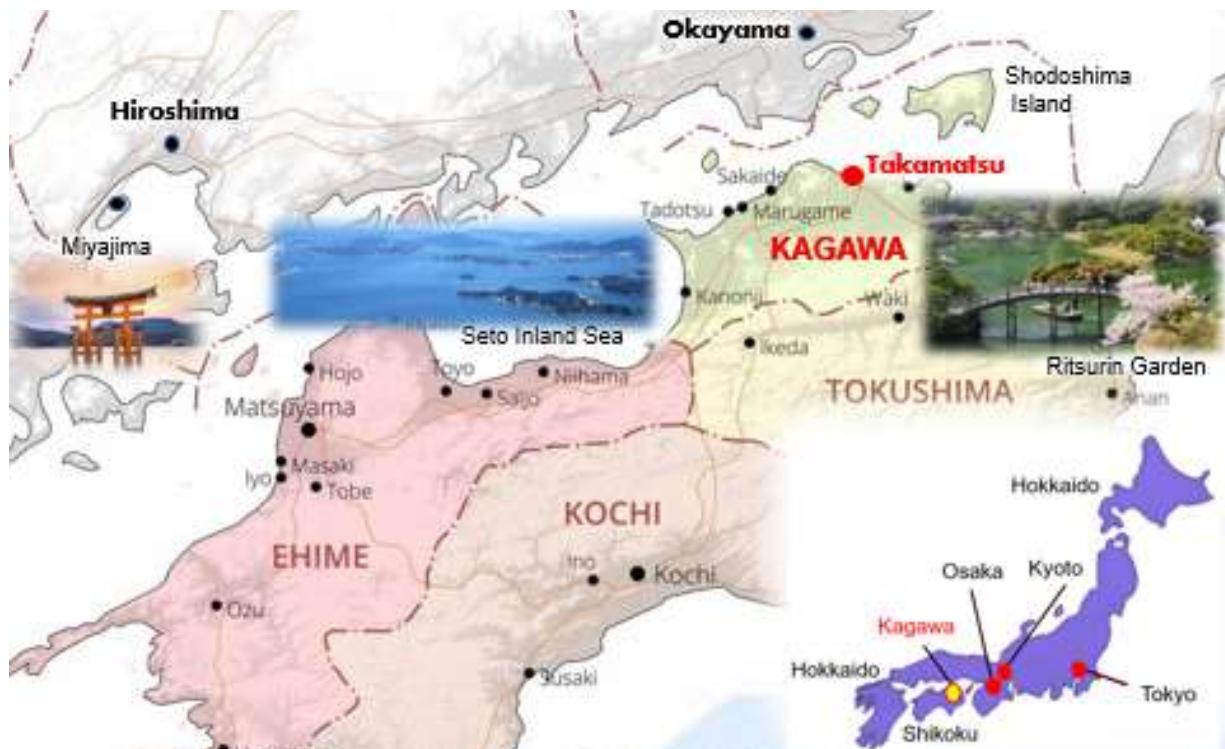 Okayama
Shodoshima
Island
Hiroshima
Takamatsu
Sakaide
Tadotsu
Marugame
Miyajima
KAGAWA
Kanonji
Waki
Seto Inland Sea
Ikeda
Ritsurin Garden
Hojo
Toyo
Niihama
Saijo
TOKUSHIMA
Anan
Matsuyama
Masaki
Iyo
Tobe
KOCHI
EHIME
Ino
Kochi
Ozu
Susaki
Hokkaido
Osaka
Kyoto
Kagawa
Hokkaido
Tokyo
Shikoku